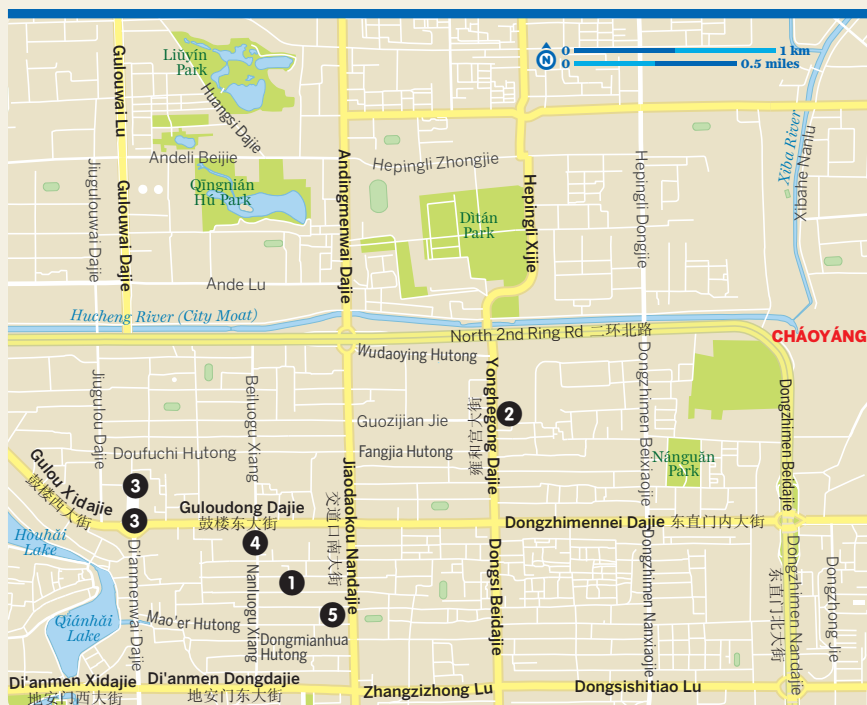 Liǔyín
Park
Gulouwai Lu
Huangsi Dajie
0 1 km
N
0 0.5 miles
Xiba River
Xibahe Nanli
Andeli Beijie
Hepingli Zhongjie
Jiugulouwai Dajie
Gulouwai Dajie
Qīngnián
Hú Park
Andingmenwai Dajie
Dìtán
Park
Hepingli Xijie
Hepingli Dongjie
Ande Lu
Hucheng River (City Moat)
North 2nd Ring Rd 二环北路
CHÁOYÁNG
Wudaoying Hutong
Jiugulou Dajie
Beiluogu Xiang
Guozijian Jie
Fangjia Hutong
雍和宫大街
Yonghegong Dajie
2
Dongzhimen Beixiaojie
Nánguǎn
Park
Dongzhimen Beidajie
Doufuchi Hutong
Gulou Xidajie
鼓楼西大街
3
3
Guloudong Dajie
鼓楼东大街
交道口南大街
Jiaodaokou Nandajie
Dongzhimennei Dajie 东直门内大街
Hòuhǎi
Lake
4
1
5
Di'anmenwai Dajie
Nanluogu Xiang
Dongsi Beidajie
Dongzhimen Nanxiaojie
东直门北大街
Dongzhimen Nandajie
Dongzhong Jie
Qiánhǎi
Lake
Mao'er Hutong
Dongmianhua
Hutong
Di'anmen Xidajie
地安门西大街
Di'anmen Dongdajie
地安门东大街
Zhangzizhong Lu
Dongsishitiao Lu